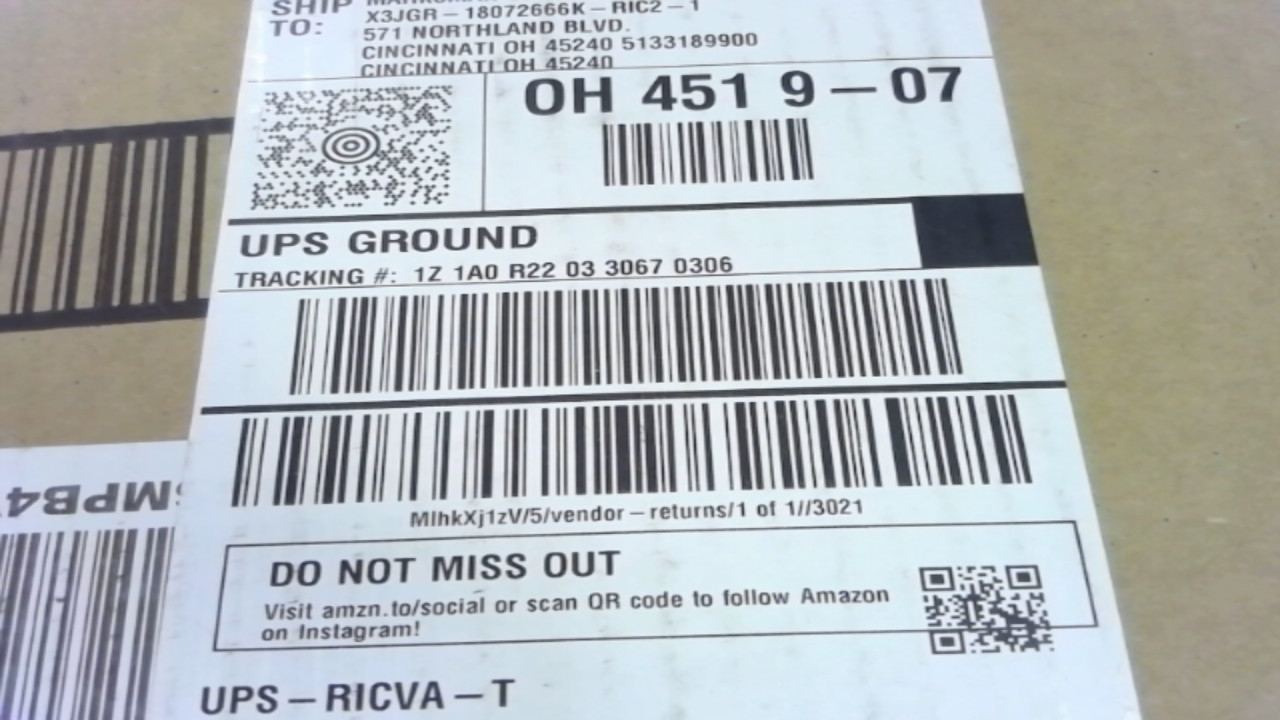 SHIP
TO:
X3JGR-18072666K-RIC2-1
571 NORTHLAND BLVD.
CINCINNATI OH 45240 5133189900
CINCINNATI OH 45240
OH 451 9-07
UPS GROUND
TRACKING #: 1Z 1A0 R22 03 3067 0306
MIhkXj1zV/5/vendor-returns/1 of 1//3021
DO NOT MISS OUT
Visit amzn.to/social or scan QR code to follow Amazon
on Instagram!
UPS-RICVA-T
MPB4